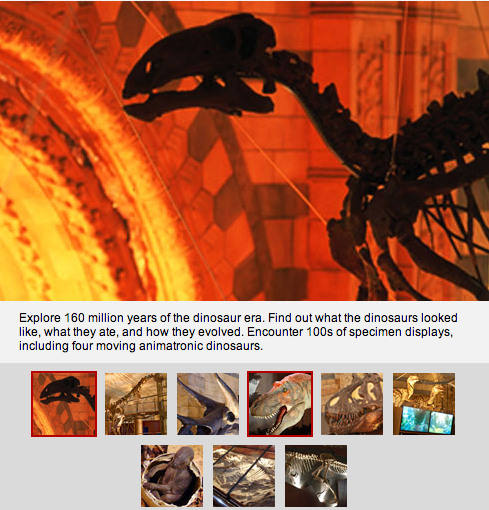 Explore 160 million years of the dinosaur era. Find out what the dinosaurs looked
like, what they ate, and how they evolved. Encounter 100s of specimen displays,
including four moving animatronic dinosaurs.